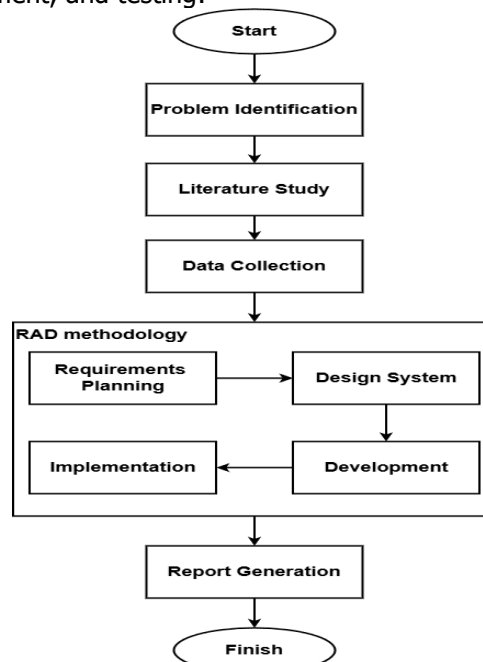 ment, and testing.
Start
Problem Identification
Literature Study
Data Collection
RAD methodology
Requirements
Planning
Design System
Implementation
Development
Report Generation
Finish